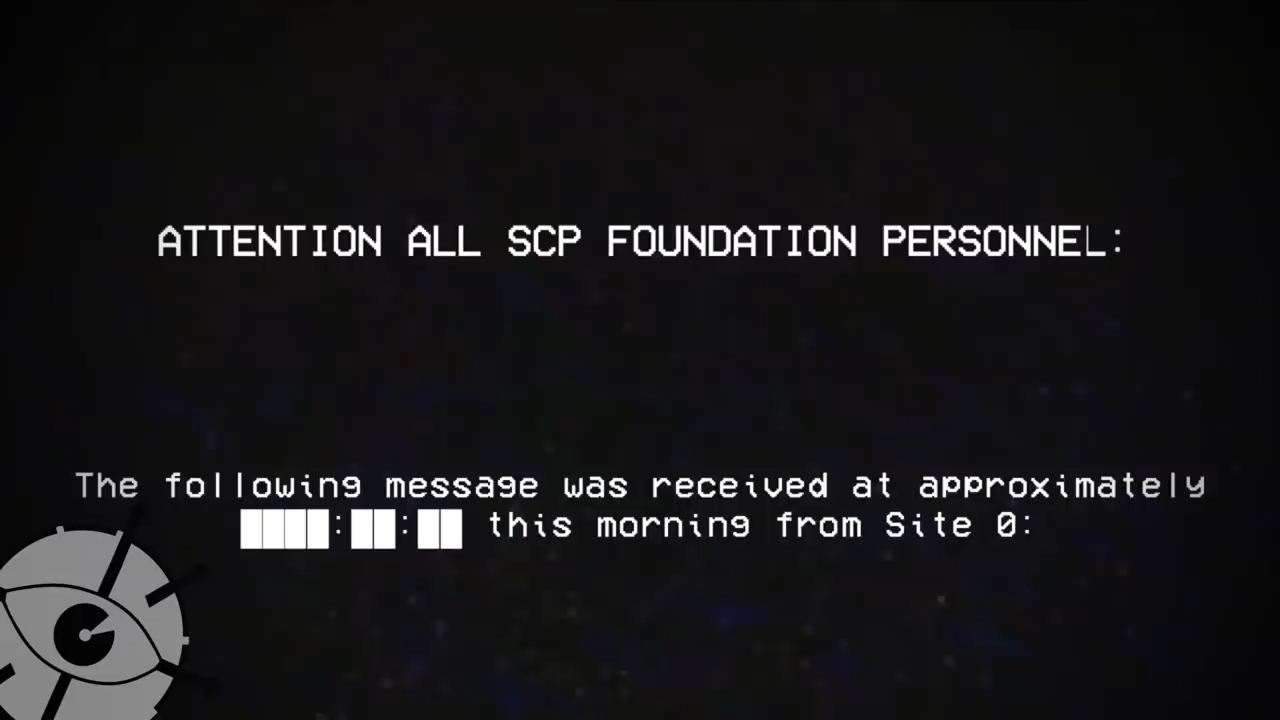 ATTENTION ALL SCP FOUNDATION PERSONNEL:
The following message was received at approximately
████:██:██ this morning from Site 0: